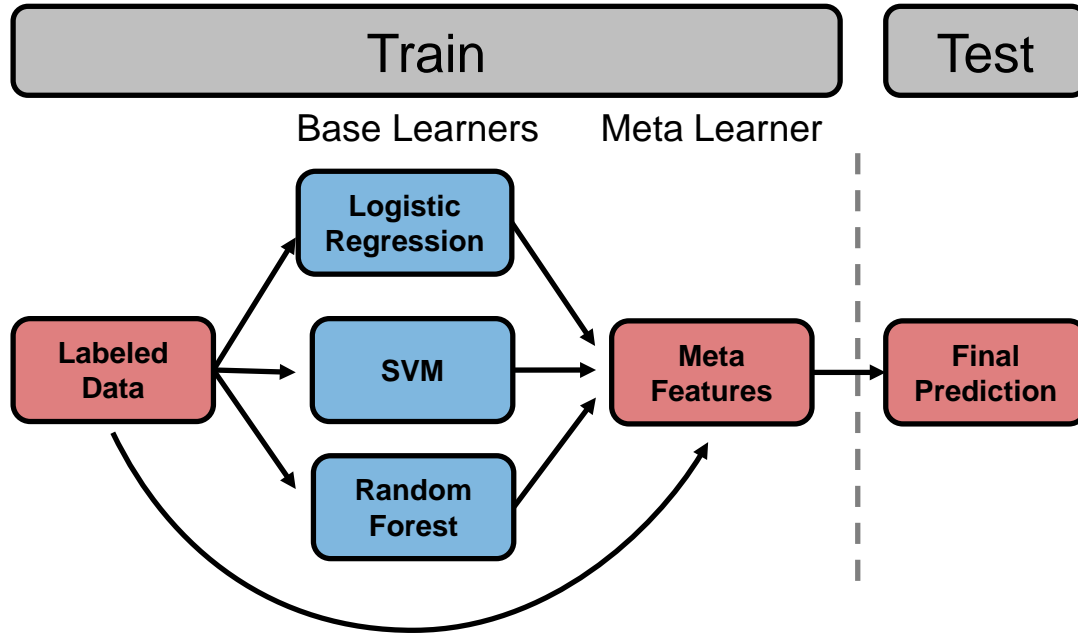 Train
Test
Base Learners
Meta Learner
Logistic
Regression
Labeled
Data
SVM
Meta
Features
Final
Prediction
Random
Forest